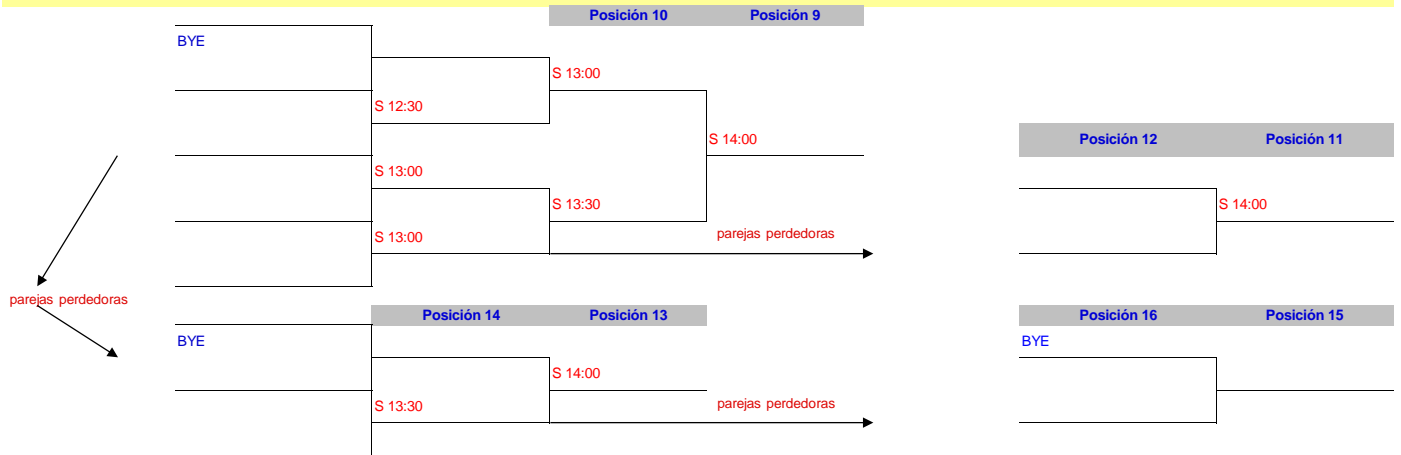 Posición 10 Posición 9
BYE
S 13:00
S 12:30
S 14:00
Posición 12 Posición 11
S 13:00
S 13:30
S 14:00
S 13:00
parejas perdedoras
parejas perdedoras
Posición 14 Posición 13
Posición 16 Posición 15
BYE
BYE
S 14:00
S 13:30
parejas perdedoras